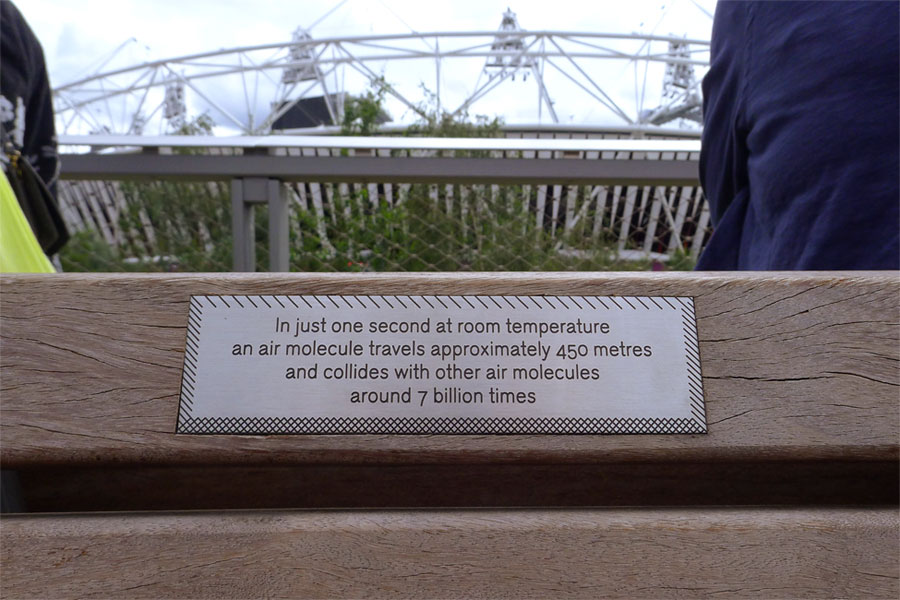 In just one second at room temperature
an air molecule travels approximately 450 metres
and collides with other air molecules
around 7 billion times